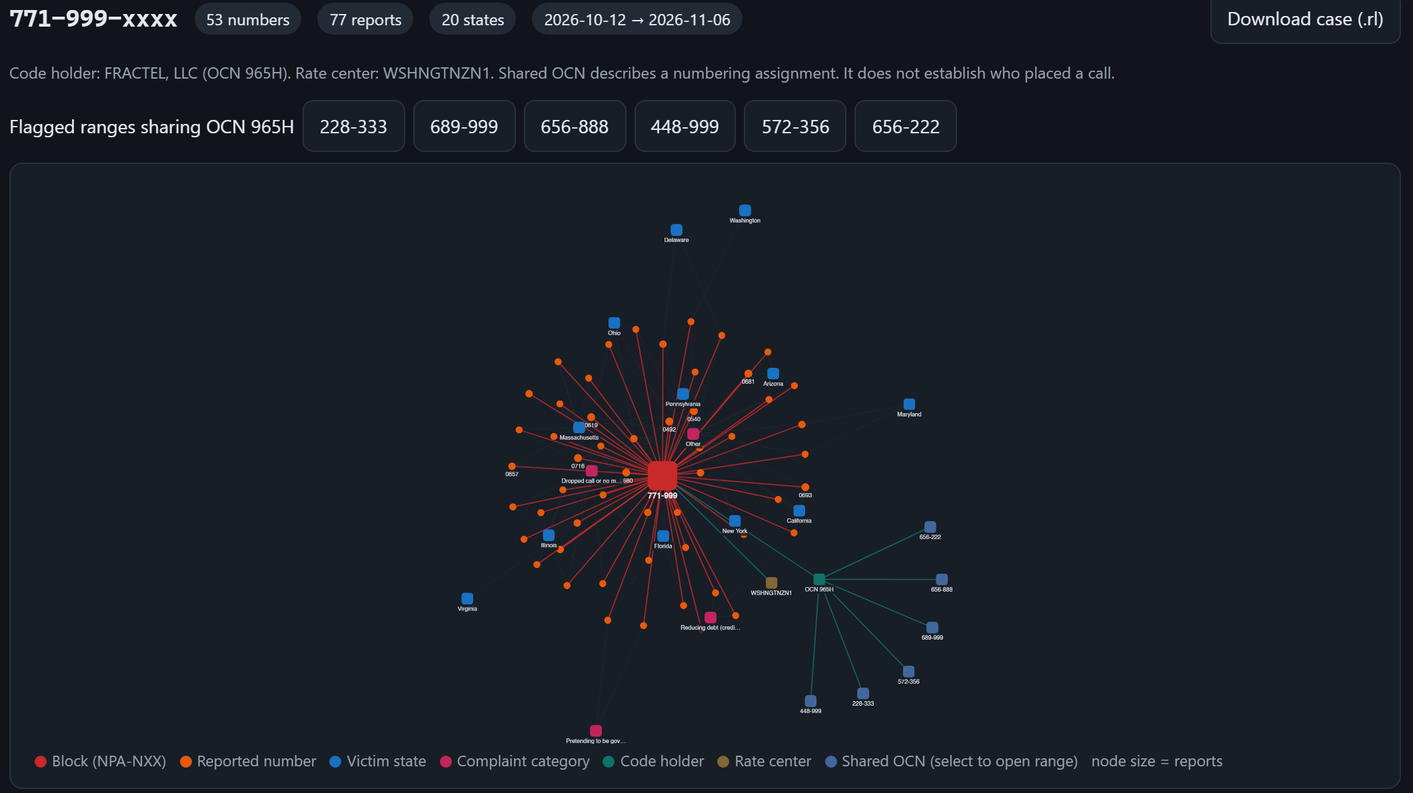 771–999–xxxx
53 numbers
77 reports
20 states
2026-10-12 → 2026-11-06
Download case (.rl)
Code holder: FRACTEL, LLC (OCN 965H). Rate center: WSHNGTNZN1. Shared OCN describes a numbering assignment. It does not establish who placed a call.
Flagged ranges sharing OCN 965H
228-333
689-999
656-888
448-999
572-356
656-222
Washington
Delaware
Ohio
0681
Arizona
Pennsylvania
Maryland
0540
0619
0492
Massachusetts
Other
0716
0657
Dropped call or no m...
980
771-999
0693
California
New York
656-222
Illinois
Florida
WSHNGTNZN1
OCN 965H
656-888
Virginia
Reducing debt (credi...
689-999
572-356
228-333
448-999
Pretending to be gov...
Block (NPA-NXX)
Reported number
Victim state
Complaint category
Code holder
Rate center
Shared OCN (select to open range)
node size = reports